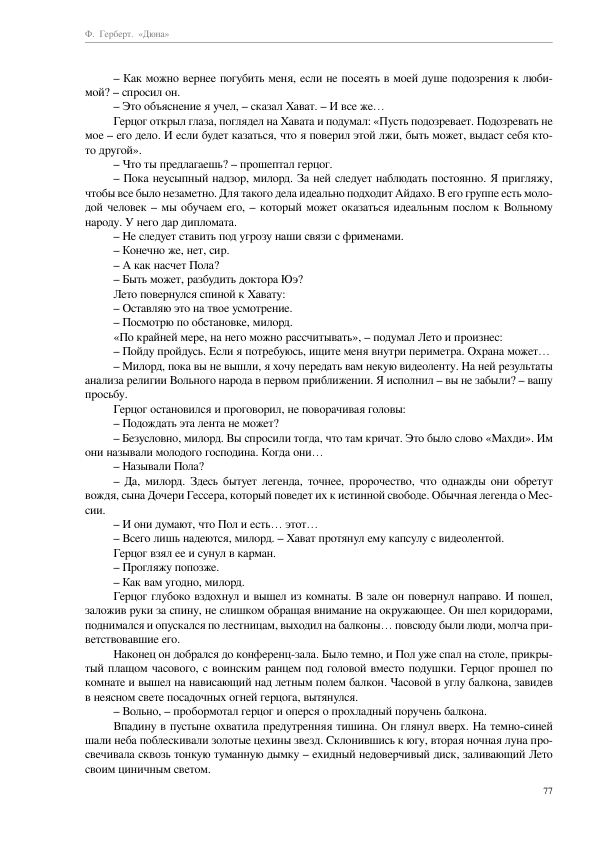 Ф. Герберт. «Дюна»
– Как можно вернее погубить меня, если не посеять в моей душе подозрения к люби-
мой? – спросил он.
– Это объяснение я учел, – сказал Хават. – И все же…
Герцог открыл глаза, поглядел на Хавата и подумал: «Пусть подозревает. Подозревать не
мое – его дело. И если будет казаться, что я поверил этой лжи, быть может, выдаст себя кто-
то другой».
– Что ты предлагаешь? – прошептал герцог.
– Пока неусыпный надзор, милорд. За ней следует наблюдать постоянно. Я пригляжу,
чтобы все было незаметно. Для такого дела идеально подходит Айдахо. В его группе есть моло-
дой человек – мы обучаем его, – который может оказаться идеальным послом к Вольному
народу. У него дар дипломата.
– Не следует ставить под угрозу наши связи с фрименами.
– Конечно же, нет, сир.
– А как насчет Пола?
– Быть может, разбудить доктора Юэ?
Лето повернулся спиной к Хавату:
– Оставляю это на твое усмотрение.
– Посмотрю по обстановке, милорд.
«По крайней мере, на него можно рассчитывать», – подумал Лето и произнес:
– Пойду пройдусь. Если я потребуюсь, ищите меня внутри периметра. Охрана может…
– Милорд, пока вы не вышли, я хочу передать вам некую видеоленту. На ней результаты
анализа религии Вольного народа в первом приближении. Я исполнил – вы не забыли? – вашу
просьбу.
Герцог остановился и проговорил, не поворачивая головы:
– Подождать эта лента не может?
– Безусловно, милорд. Вы спросили тогда, что там кричат. Это было слово «Махди». Им
они называли молодого господина. Когда они…
– Называли Пола?
– Да, милорд. Здесь бытует легенда, точнее, пророчество, что однажды они обретут
вождя, сына Дочери Гессера, который поведет их к истинной свободе. Обычная легенда о Мес-
сии.
– И они думают, что Пол и есть… этот…
– Всего лишь надеются, милорд. – Хават протянул ему капсулу с видеолентой.
Герцог взял ее и сунул в карман.
– Прогляжу попозже.
– Как вам угодно, милорд.
Герцог глубоко вздохнул и вышел из комнаты. В зале он повернул направо. И пошел,
заложив руки за спину, не слишком обращая внимание на окружающее. Он шел коридорами,
поднимался и опускался по лестницам, выходил на балконы… повсюду были люди, молча при-
ветствовавшие его.
Наконец он добрался до конференц-зала. Было темно, и Пол уже спал на столе, прикры-
тый плащом часового, с воинским ранцем под головой вместо подушки. Герцог прошел по
комнате и вышел на нависающий над летным полем балкон. Часовой в углу балкона, завидев
в неясном свете посадочных огней герцога, вытянулся.
– Вольно, – пробормотал герцог и оперся о прохладный поручень балкона.
Впадину в пустыне охватила предутренняя тишина. Он глянул вверх. На темно-синей
шали неба поблескивали золотые цехины звезд. Склонившись к югу, вторая ночная луна про-
свечивала сквозь тонкую туманную дымку – ехидный недоверчивый диск, заливающий Лето
своим циничным светом.
77